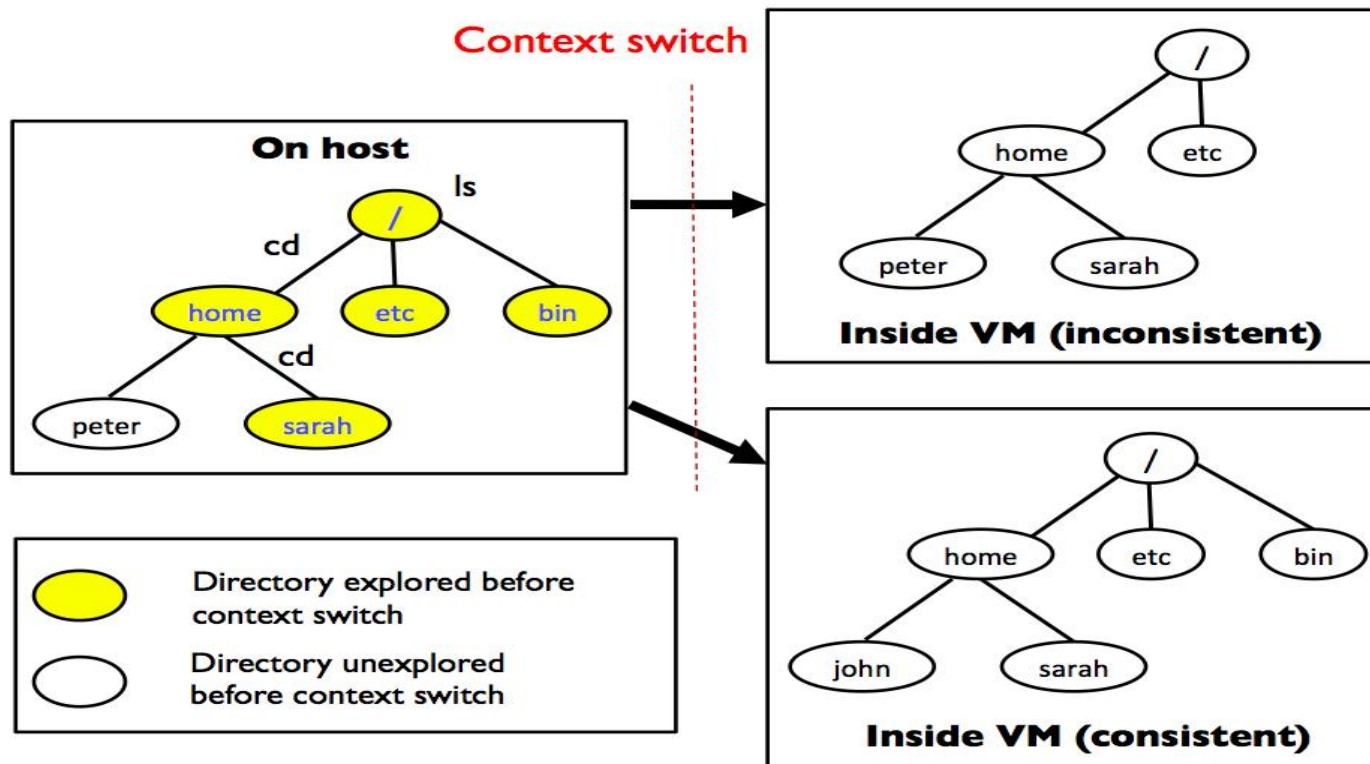 Context switch
On host
ls
/
cd
home
etc
bin
cd
peter
sarah
Directory explored before
context switch
Directory unexplored
before context switch
/
home
etc
peter
sarah
Inside VM (inconsistent)
/
home
etc
bin
john
sarah
Inside VM (consistent)